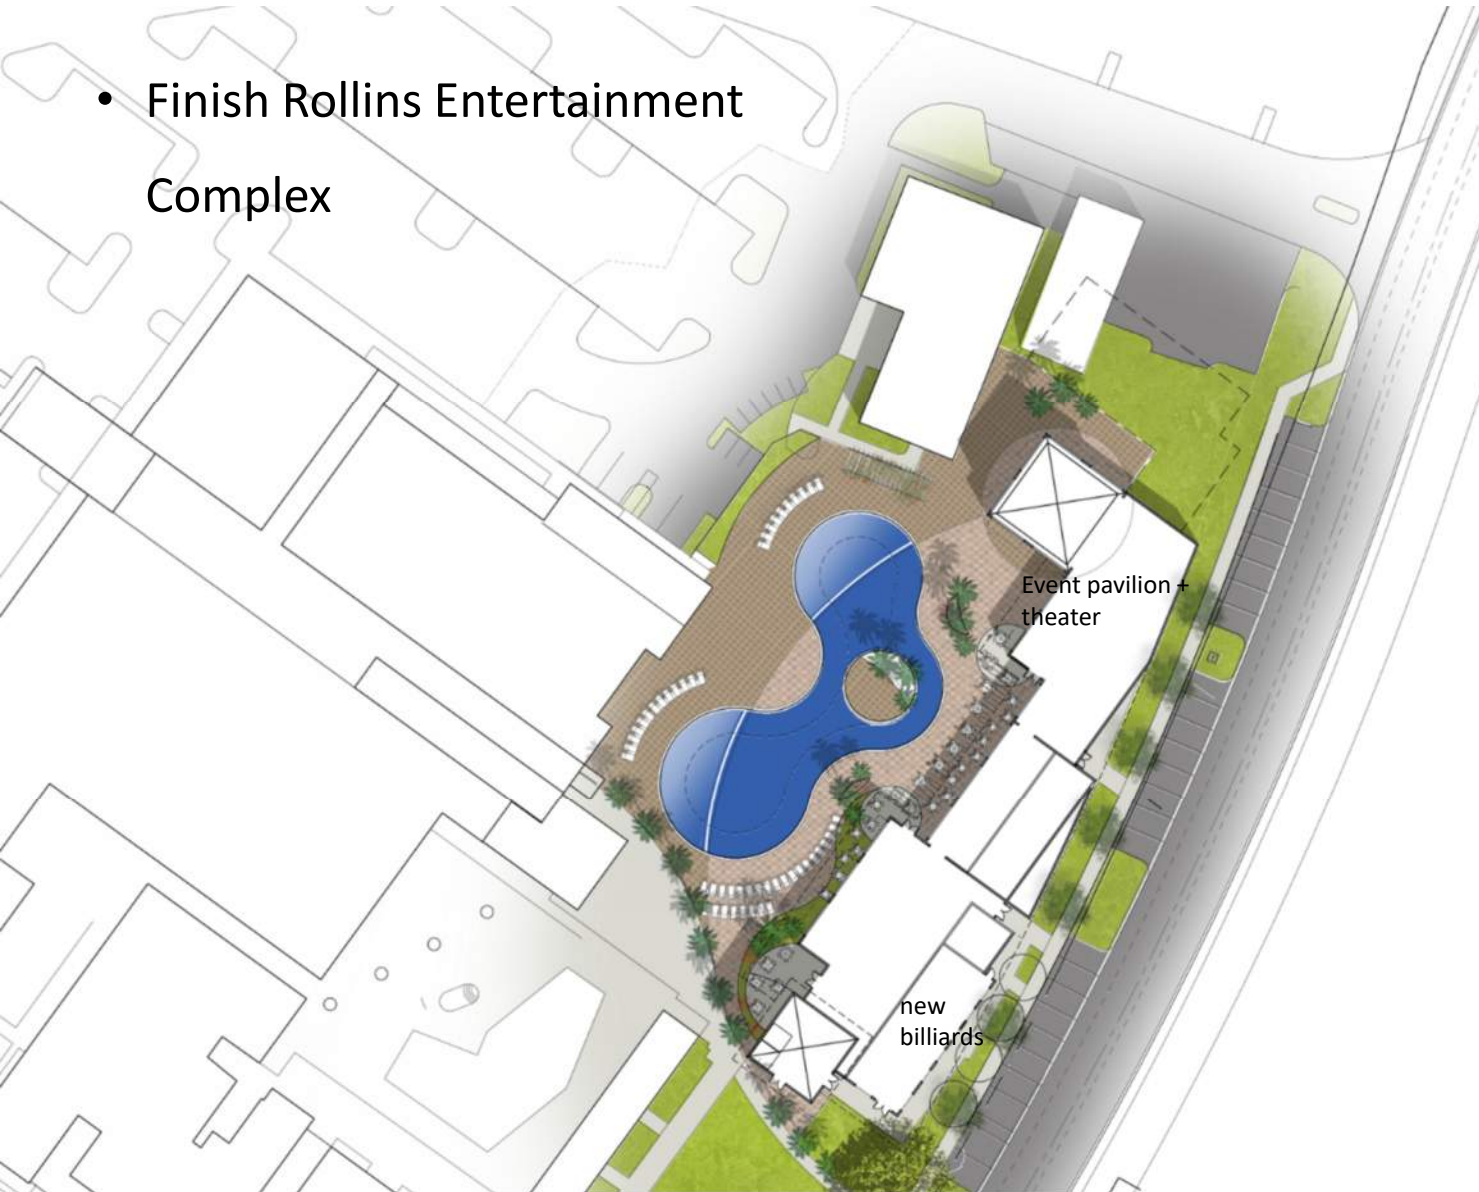 • Finish Rollins Entertainment
Complex
Event pavilion +
theater
new
billiards